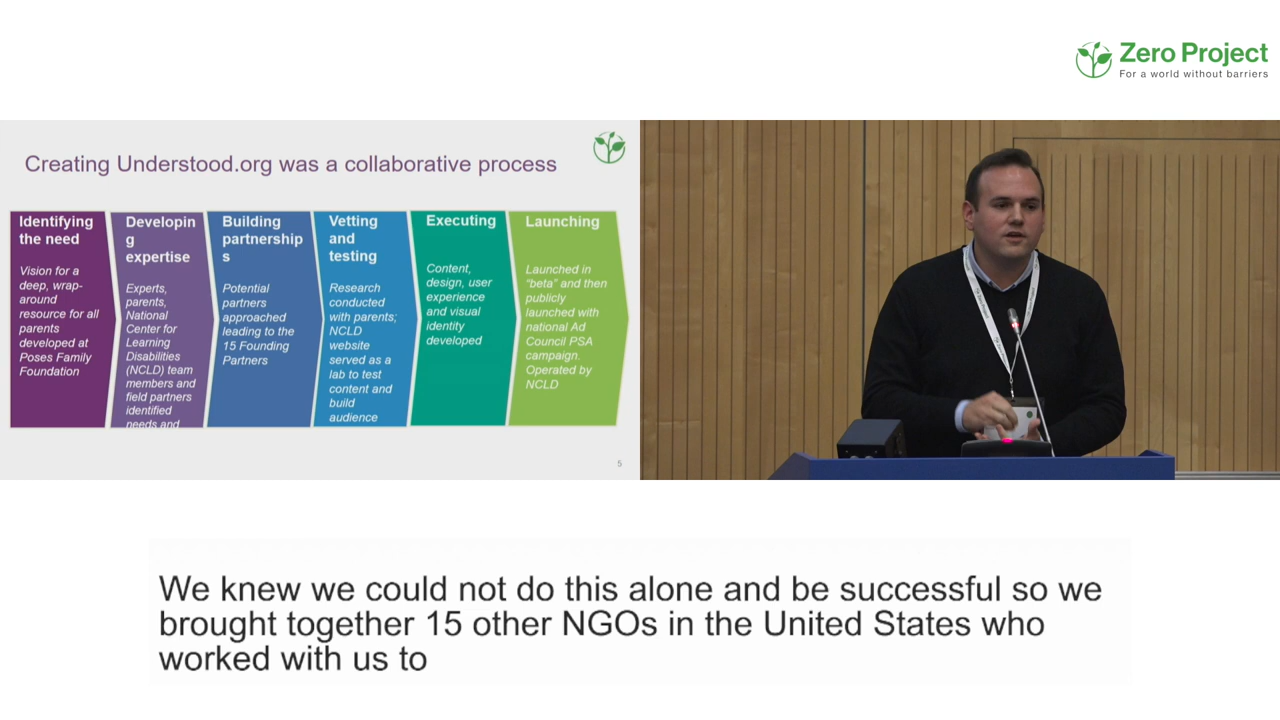 Zero Project
For a world without barriers
Creating Understood.org was a collaborative process
Identifying
the need
Vision for a
deep, wrap-
around
resource for all
parents
developed at
Poses Family
Foundation
Developin
g
expertise
Experts,
parents,
National
Center for
Learning
Disabilities
(NCLD) team
members and
field partners
identified
needs and
Building
partnership
s
Potential
partners
approached
leading to the
15 Founding
Partners
Vetting
and
testing
Research
conducted
with parents;
NCLD
website
served as a
lab to test
content and
build
audience
Executing
Content,
design, user
experience
and visual
identity
developed
Launching
Launched in
"beta" and then
publicly
launched with
national Ad
Council PSA
campaign.
Operated by
NCLD
5
We knew we could not do this alone and be successful so we
brought together 15 other NGOs in the United States who
worked with us to